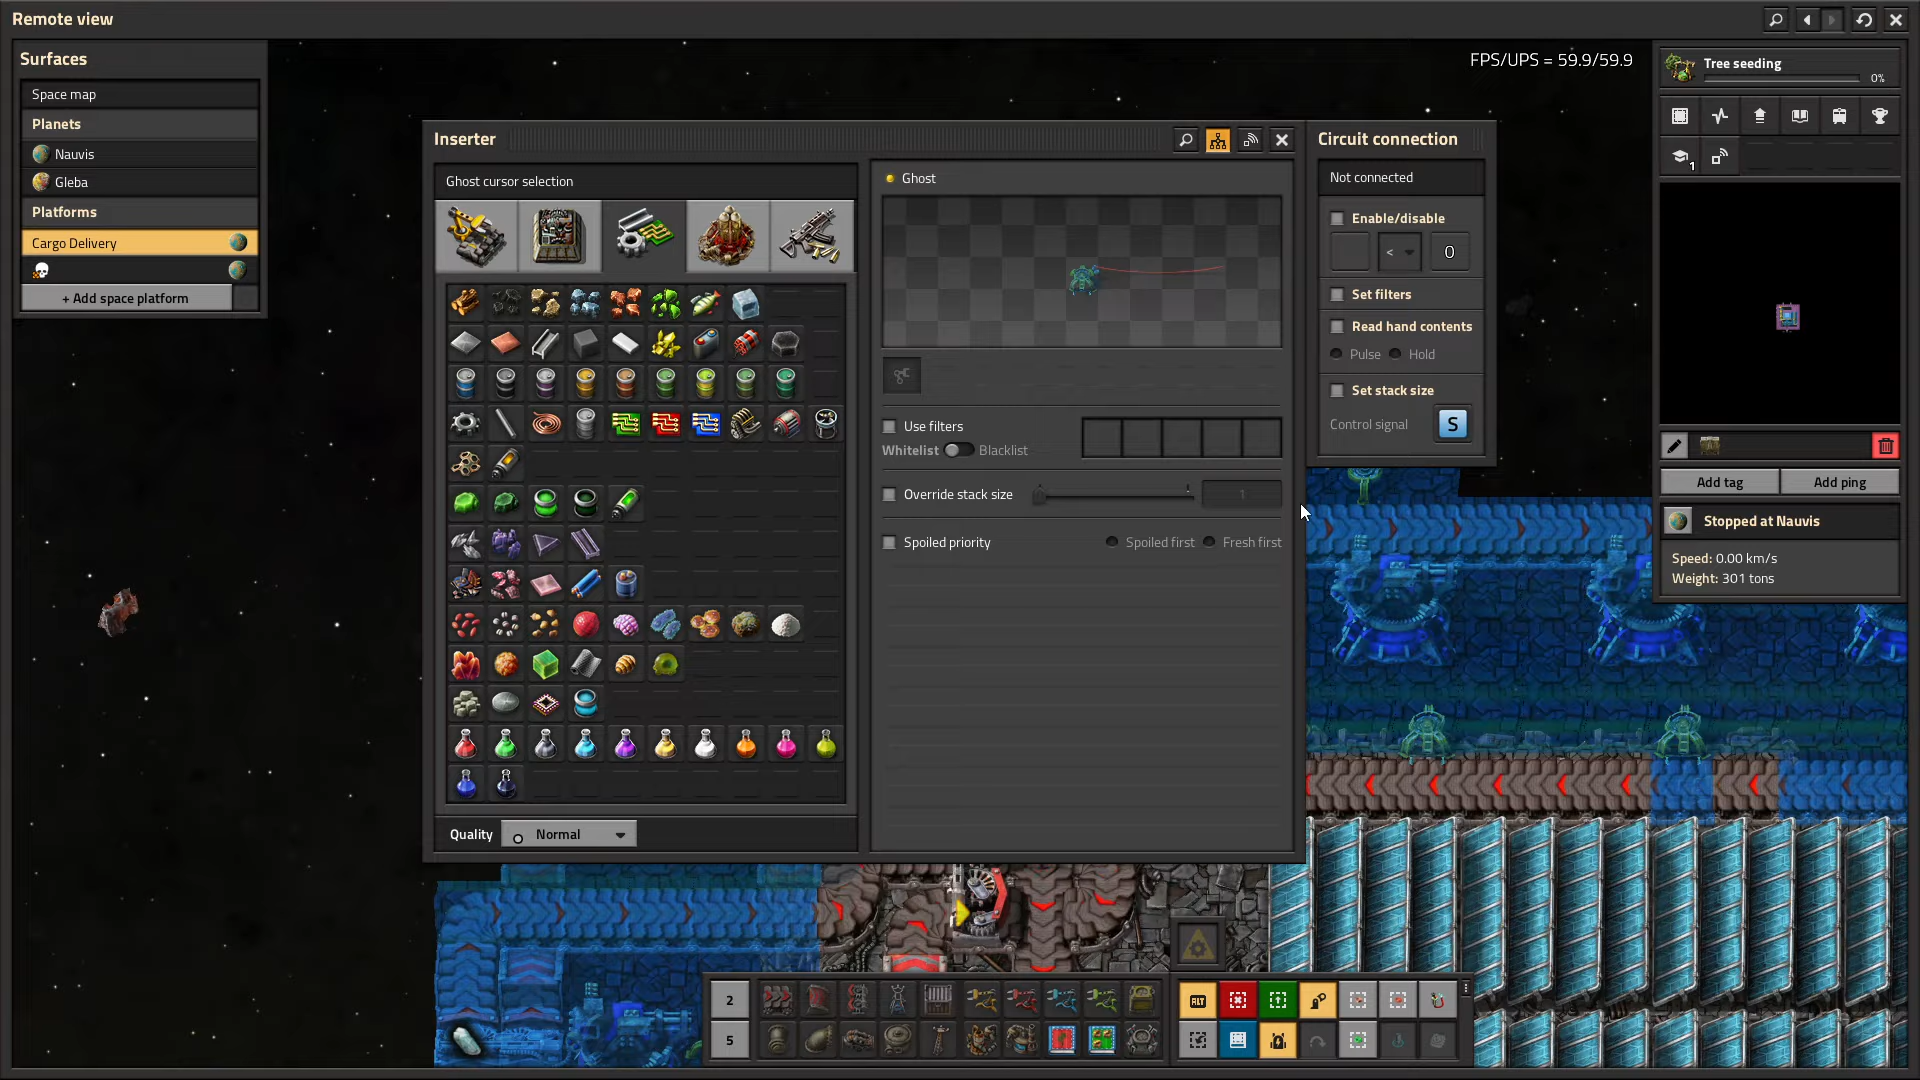 Remote view
Surfaces
Space map
Planets
Nauvis
Gleba
Platforms
Cargo Delivery
+ Add space platform
FPS/UPS = 59.9/59.9
Inserter
Ghost cursor selection
Quality
Normal
Ghost
Use filters
Whitelist
Blacklist
Override stack size
1
Spoiled priority
Spoiled first
Fresh first
Circuit connection
Not connected
Enable/disable
<
0
Set filters
Read hand contents
Pulse
Hold
Set stack size
Control signal
S
Tree seeding
0%
1
Add tag
Add ping
Stopped at Nauvis
Speed: 0.00 km/s
Weight: 301 tons
2
5
ALT